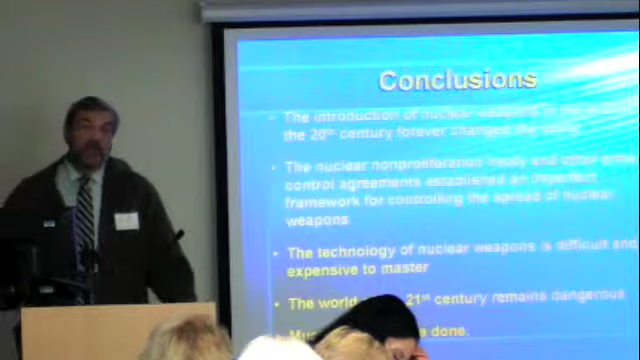 Conclusions
• The introduction of nuclear weapons in the
the 20th century forever changed the world
• The nuclear nonproliferation treaty and other arms
control agreements established an imperfect
framework for controlling the spread of nuclear
weapons
• The technology of nuclear weapons is difficult and
expensive to master
• The world 21st century remains dangerous
• done.